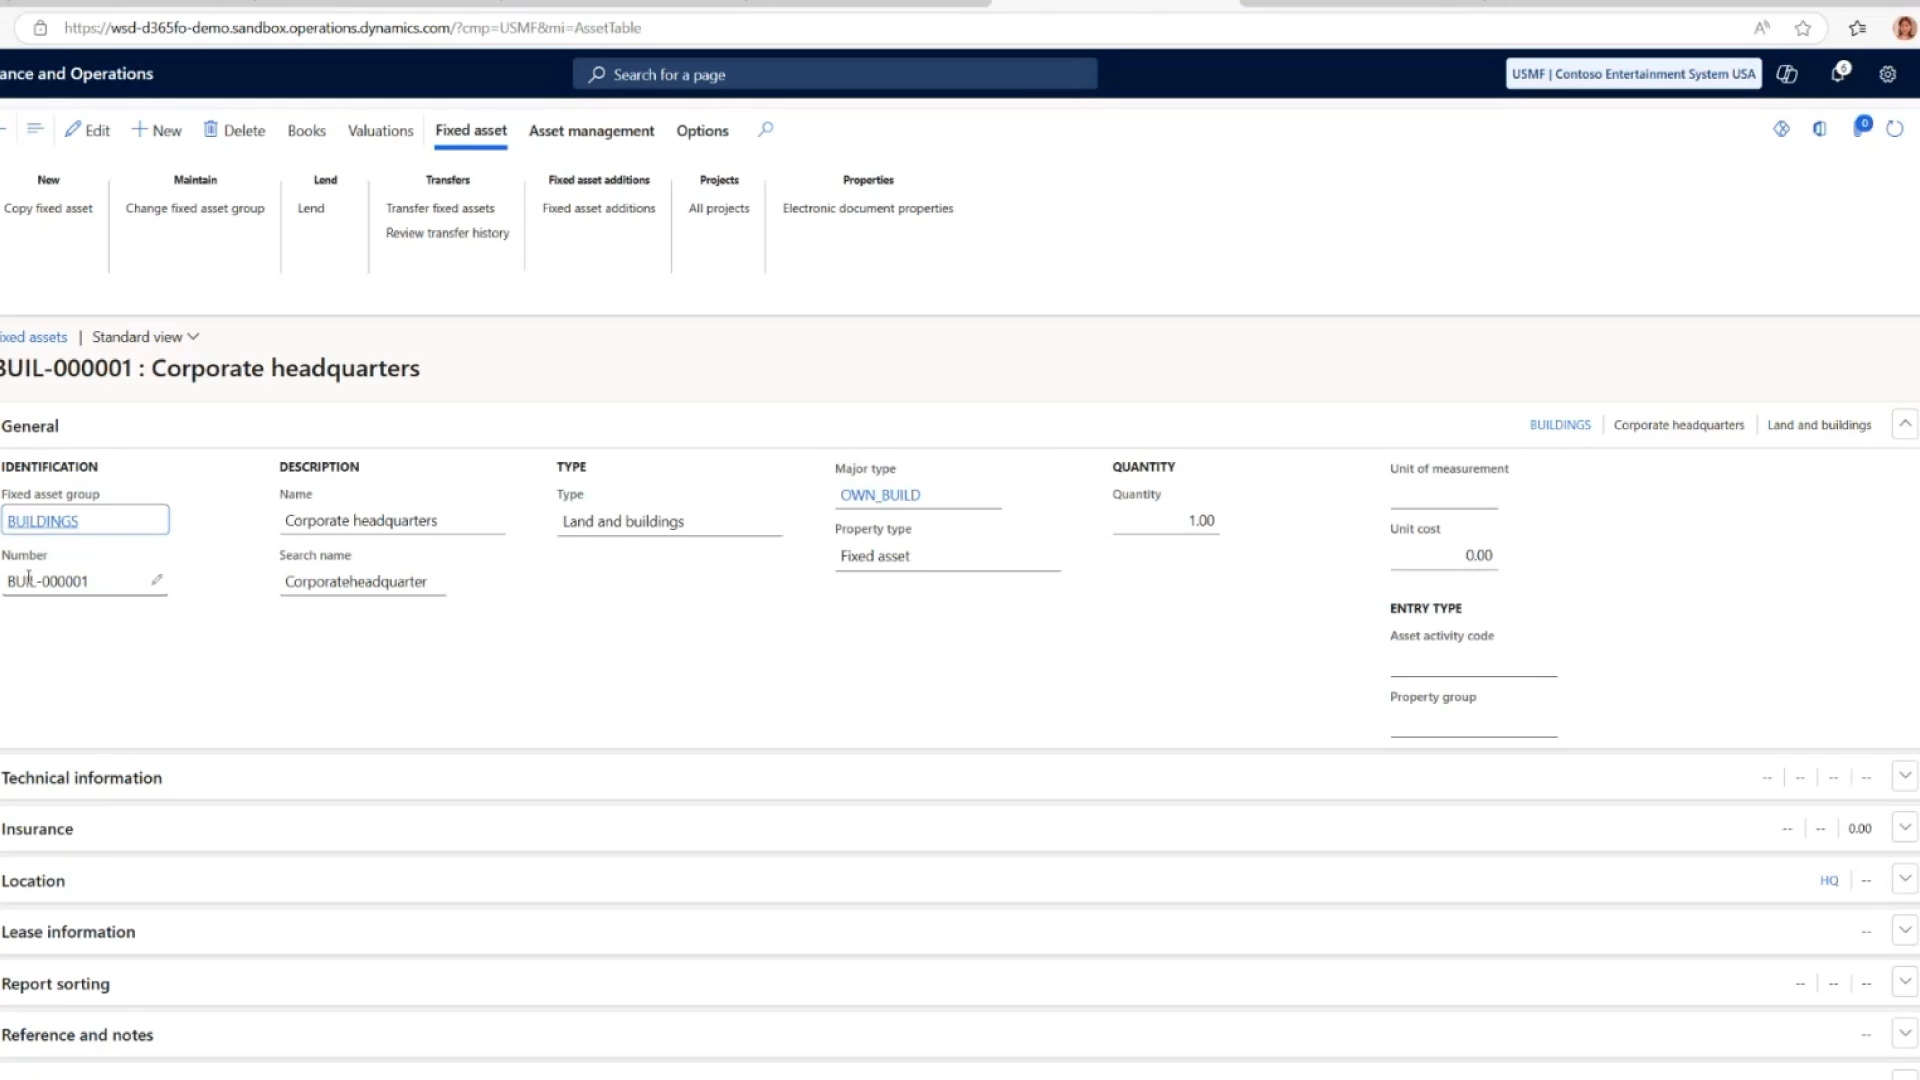 https://wsd-d365fo-demo.sandbox.operations.dynamics.com/?cmp=USMF&mi=AssetTable
ance and Operations
Search for a page
USMF | Contoso Entertainment System USA
6
Edit
New
Delete
Books
Valuations
Fixed asset
Asset management
Options
0
New
Maintain
Lend
Transfers
Fixed asset additions
Projects
Properties
Copy fixed asset
Change fixed asset group
Lend
Transfer fixed assets
Fixed asset additions
All projects
Electronic document properties
Review transfer history
ixed assets | Standard view
BUIL-000001 : Corporate headquarters
General
BUILDINGS
Corporate headquarters
Land and buildings
IDENTIFICATION
Fixed asset group
BUILDINGS
Number
BUIL-000001
DESCRIPTION
Name
Corporate headquarters
Search name
Corporateheadquarter
TYPE
Type
Land and buildings
Major type
OWN_BUILD
Property type
Fixed asset
QUANTITY
Quantity
1.00
Unit of measurement
Unit cost
0.00
ENTRY TYPE
Asset activity code
Property group
Technical information
-- -- -- --
Insurance
-- -- 0.00
Location
HQ --
Lease information
--
Report sorting
-- -- --
Reference and notes
--